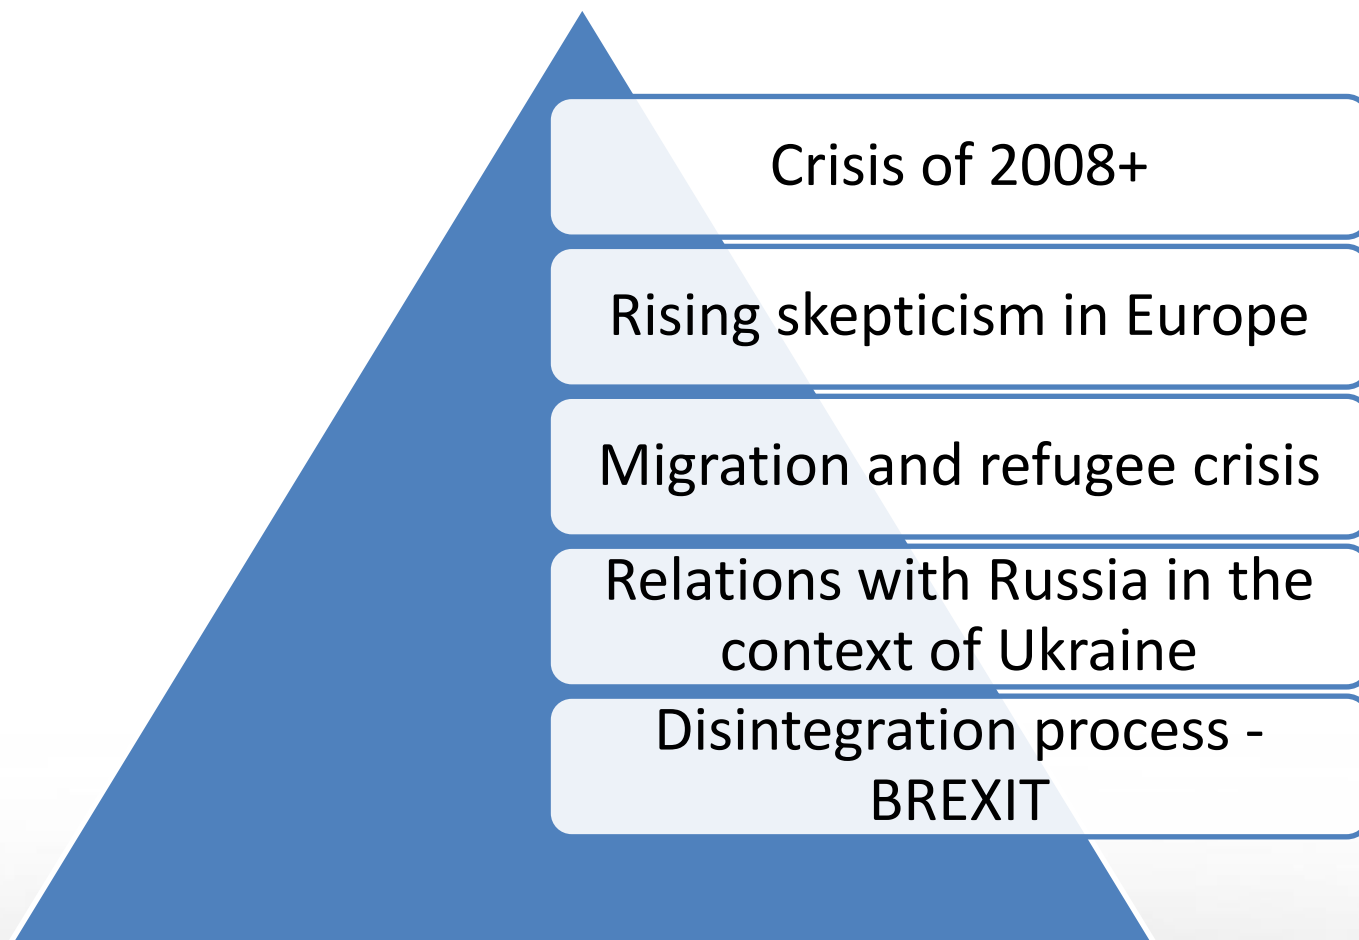 Crisis of 2008+
Rising skepticism in Europe
Migration and refugee crisis
Relations with Russia in the
context of Ukraine
Disintegration process -
BREXIT